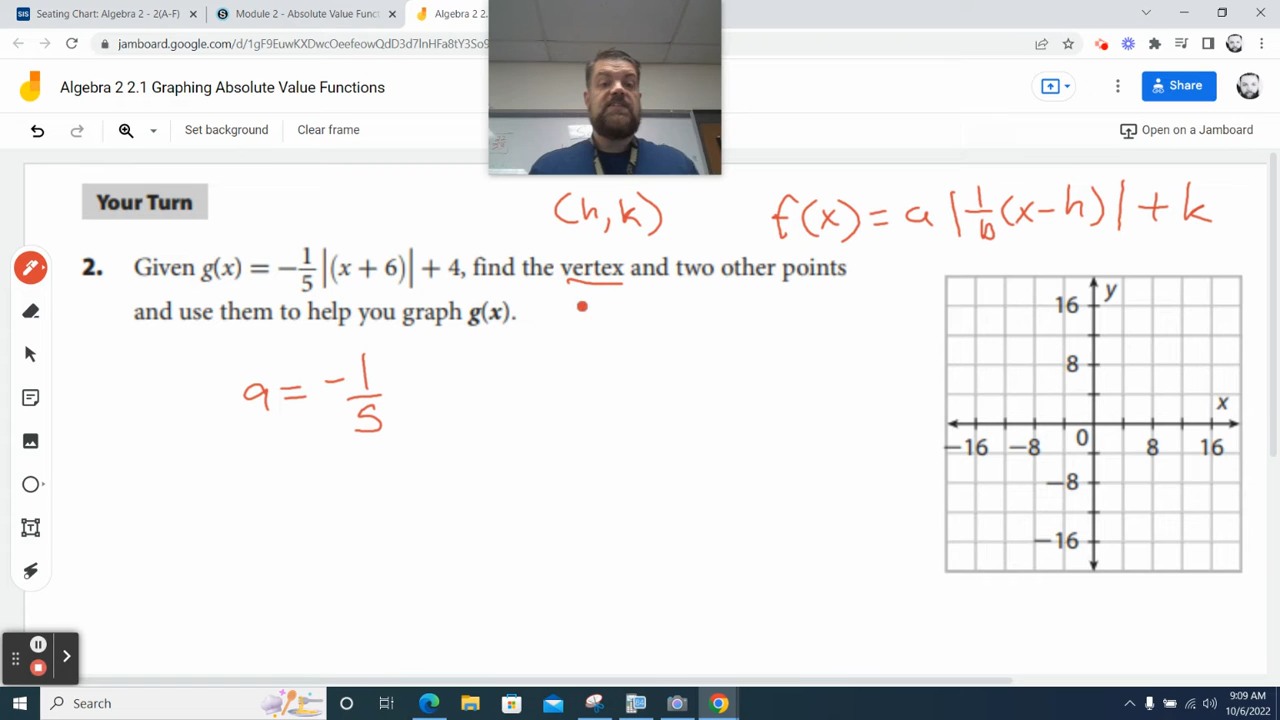 Seating Chart: Algebra 2 - 2(A-F)
Module 2 - Absolute Value Func
Algebra 2 2.
jamboard.google.com/d/1gF9EuwKXDwcOeefeowQdD3d7lnHFa8tY3So9
Algebra 2 2.1 Graphing Absolute Value Functions
Share
Set background
Clear frame
Open on a Jamboard
Your Turn
(h, k)
f(x) = a |1/b (x-h)| + k
2. Given g(x) = −1/5 |(x + 6)| + 4, find the vertex and two other points
and use them to help you graph g(x).
a = -1/5
y
16
8
x
−16 −8 0 8 16
−8
−16
Search
9:09 AM
10/6/2022